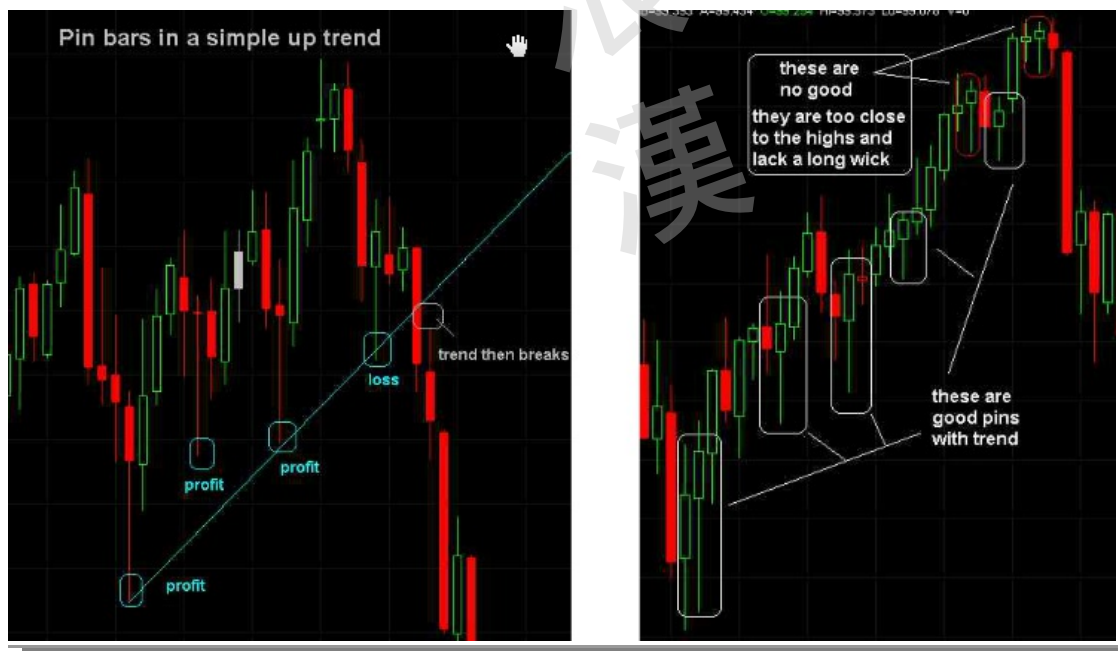 Pin bars in a simple up trend
trend then breaks
loss
profit
profit
profit
these are
no good
they are too close
to the highs and
lack a long wick
these are
good pins
with trend
漢